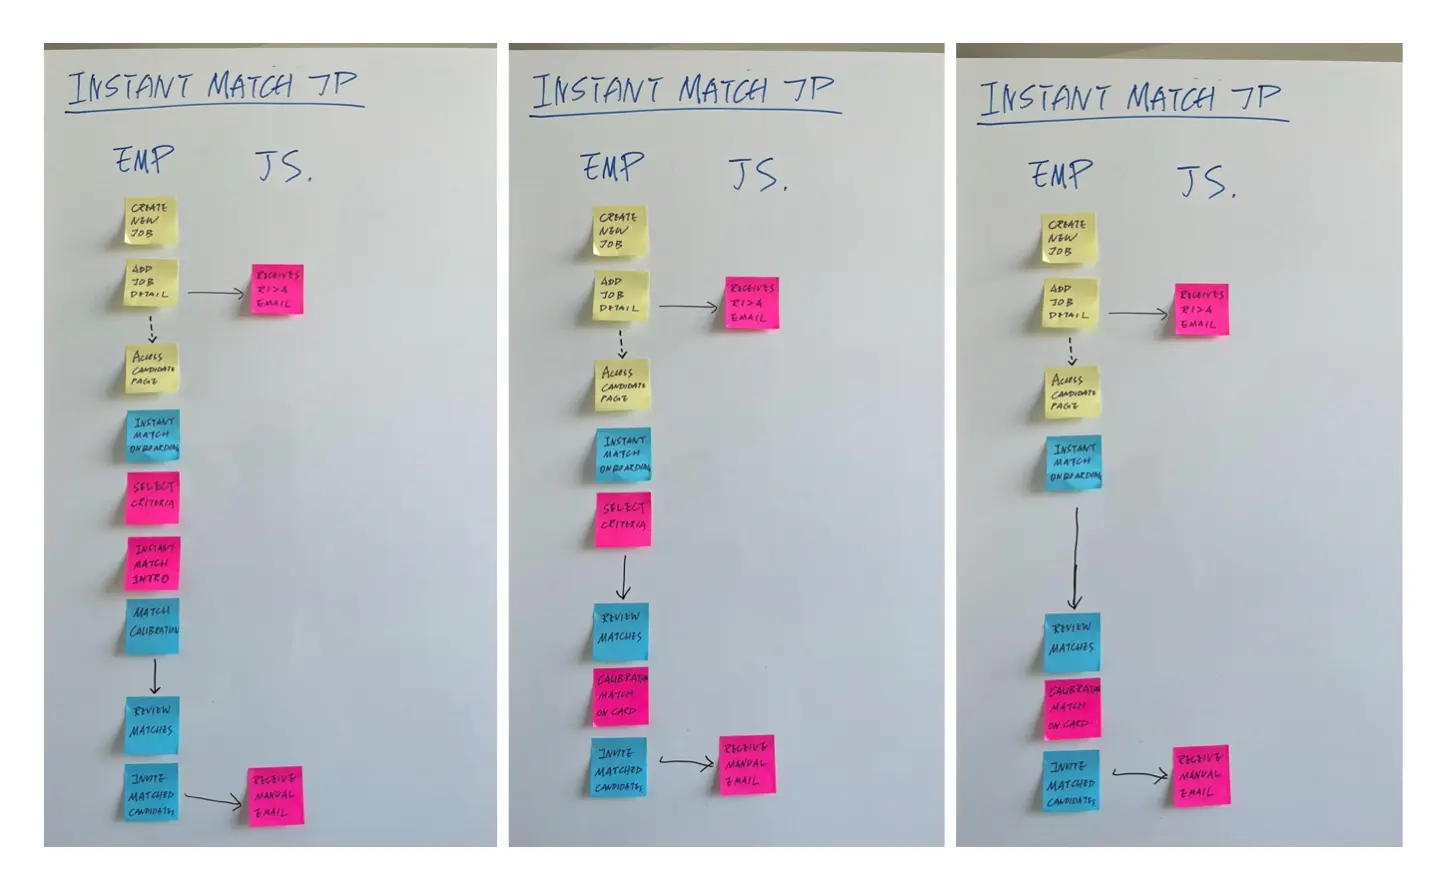 INSTANT MATCH JP
EMP
JS.
CREATE
NEW
JOB
ADD
JOB
DETAIL
RECEIVES
R1>4
EMAIL
ACCESS
CANDIDATE
PAGE
INSTANT
MATCH
ONBOARDING
SELECT
CRITERIA
INSTANT
MATCH
INTRO
MATCH
CALIBRATION
REVIEW
MATCHES
INVITE
MATCHED
CANDIDATES
RECEIVE
MANUAL
EMAIL
INSTANT MATCH JP
EMP
JS.
CREATE
NEW
JOB
ADD
JOB
DETAIL
RECEIVES
R1>4
EMAIL
ACCESS
CANDIDATE
PAGE
INSTANT
MATCH
ONBOARDING
SELECT
CRITERIA
REVIEW
MATCHES
CALIBRATION
MATCH
ON CARD
INVITE
MATCHED
CANDIDATES
RECEIVE
MANUAL
EMAIL
INSTANT MATCH JP
EMP
JS.
CREATE
NEW
JOB
ADD
JOB
DETAIL
RECEIVES
R1>4
EMAIL
ACCESS
CANDIDATE
PAGE
INSTANT
MATCH
ONBOARDING
REVIEW
MATCHES
CALIBRATION
MATCH
ON CARD
INVITE
MATCHED
CANDIDATES
RECEIVE
MANUAL
EMAIL